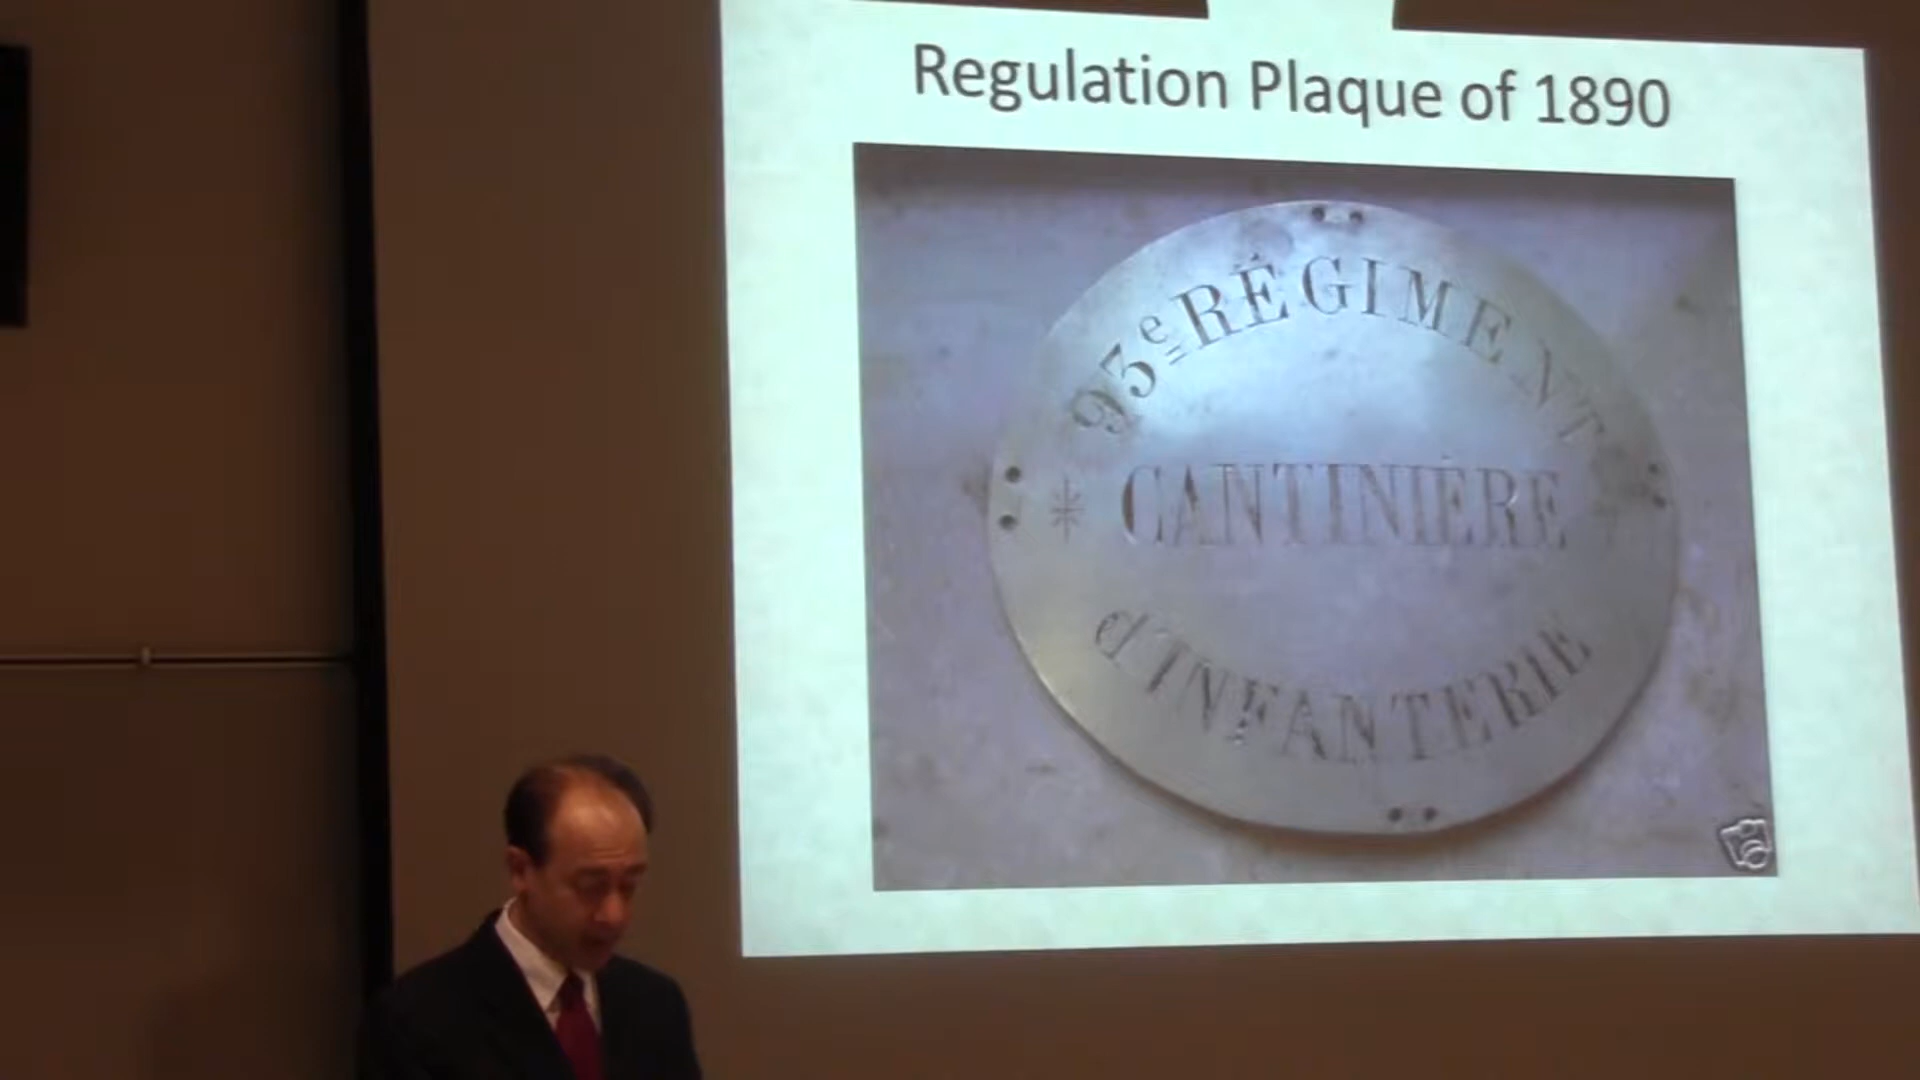 Regulation Plaque of 1890
93e RÉGIMENT
* CANTINIÈRE *
d'INFANTERIE